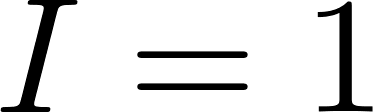 I = 1